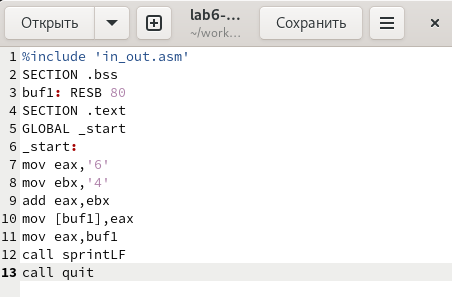 Открыть
lab6-...
~/work...
Сохранить
1 %include 'in_out.asm'
2 SECTION .bss
3 buf1: RESB 80
4 SECTION .text
5 GLOBAL _start
6 _start:
7 mov eax,'6'
8 mov ebx,'4'
9 add eax,ebx
10 mov [buf1],eax
11 mov eax,buf1
12 call sprintLF
13 call quit